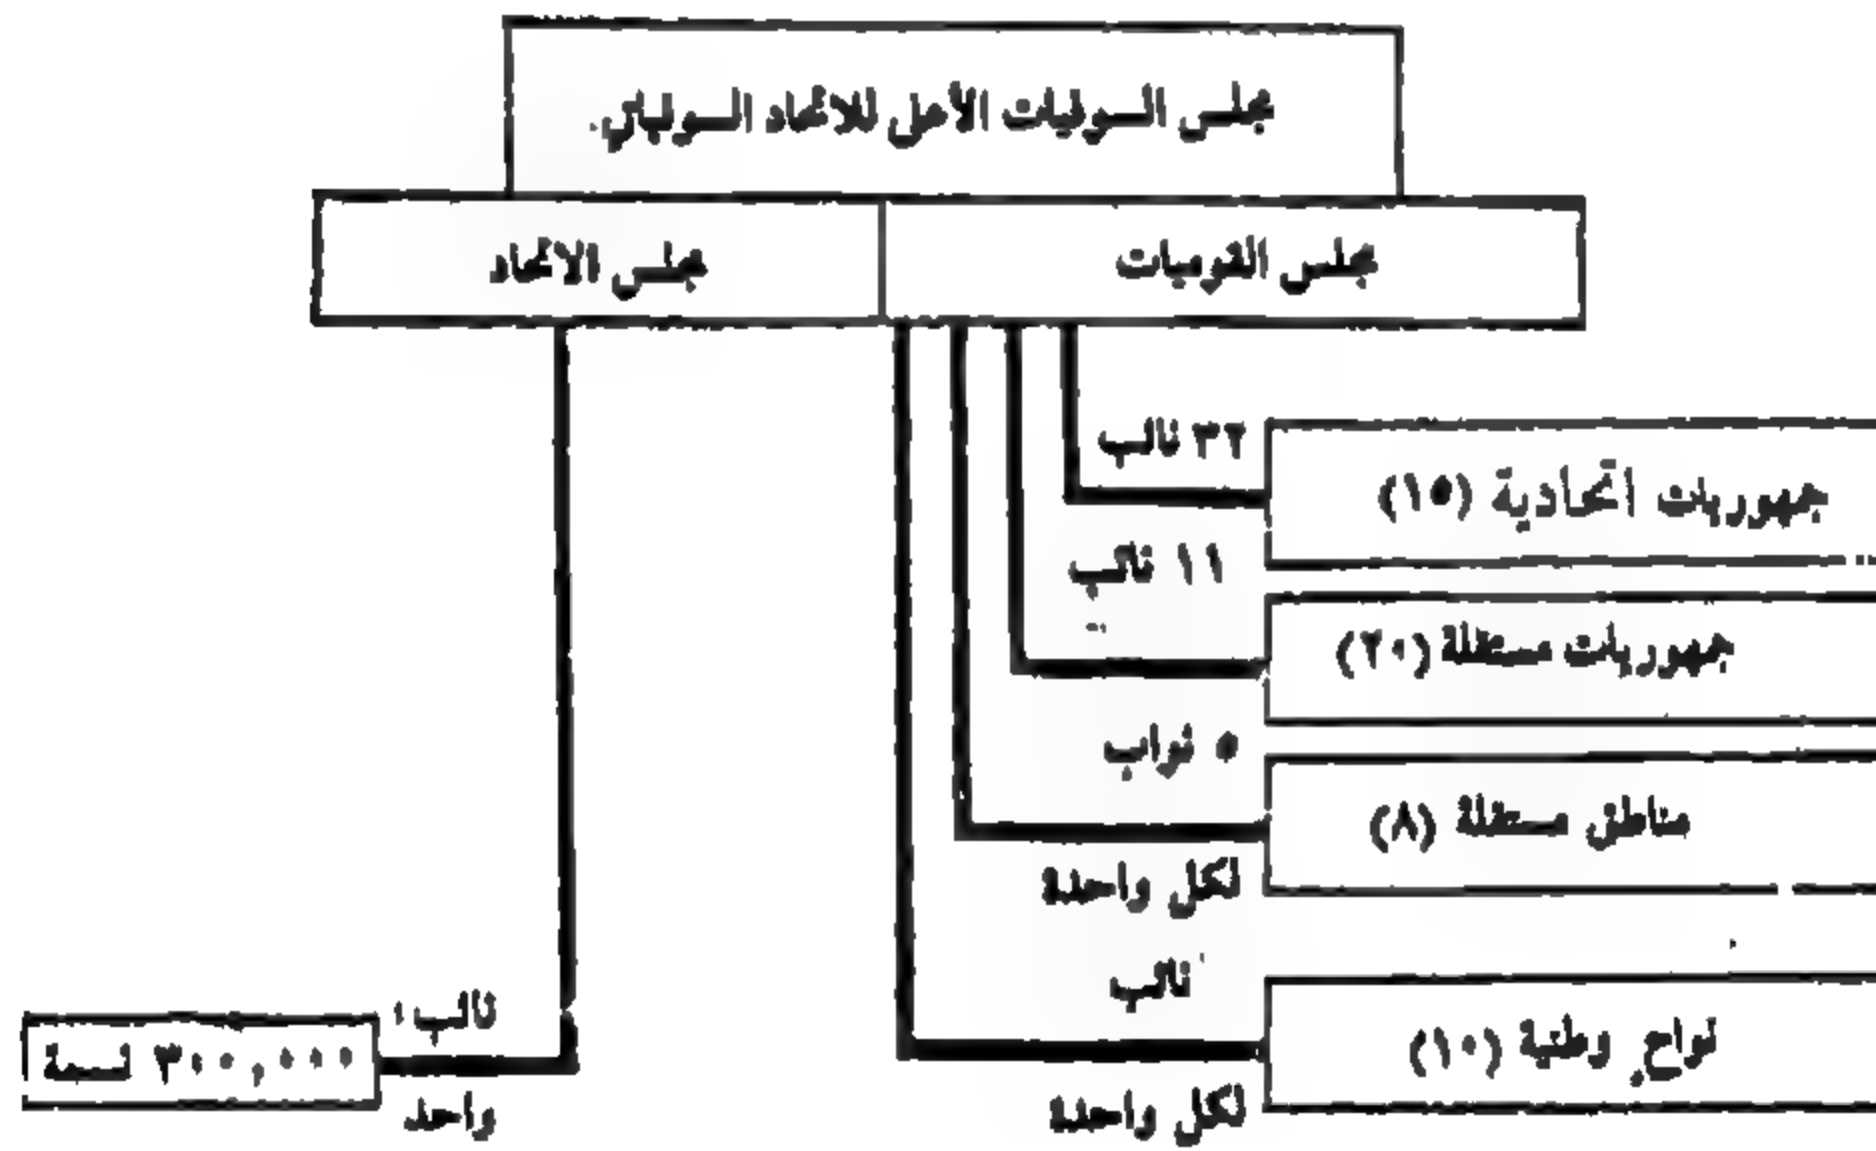 مجلس السوفيات الأعلى للاتحاد السوفياتي.
مجلس القوميات
مجلس الاتحاد
٣٢ نائب
جمهوريات اتحادية (١٥)
١١ نائب
جمهوريات مستقلة (٢٠)
٥ نواب
مناطق مستقلة (٨)
لكل واحدة
نائب
نواحٍ وطنية (١٠)
لكل واحدة
نائب
٣٠٠,٠٠٠ نسمة
واحد